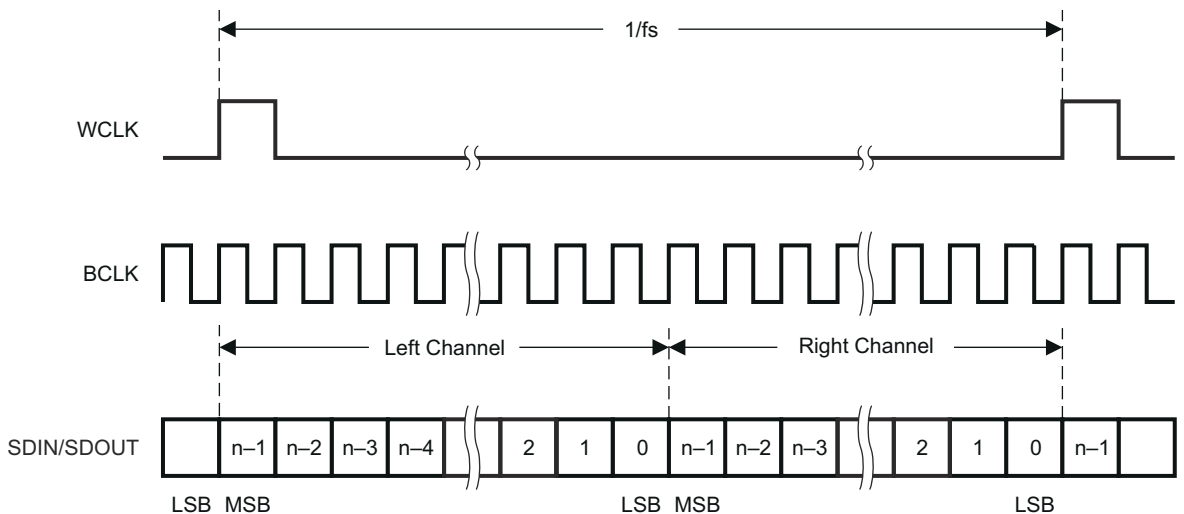 1/fs
WCLK
BCLK
Left Channel Right Channel
SDIN/SDOUT n–1 n–2 n–3 n–4 2 1 0 n–1 n–2 n–3 2 1 0 n–1
LSB MSB LSB MSB LSB